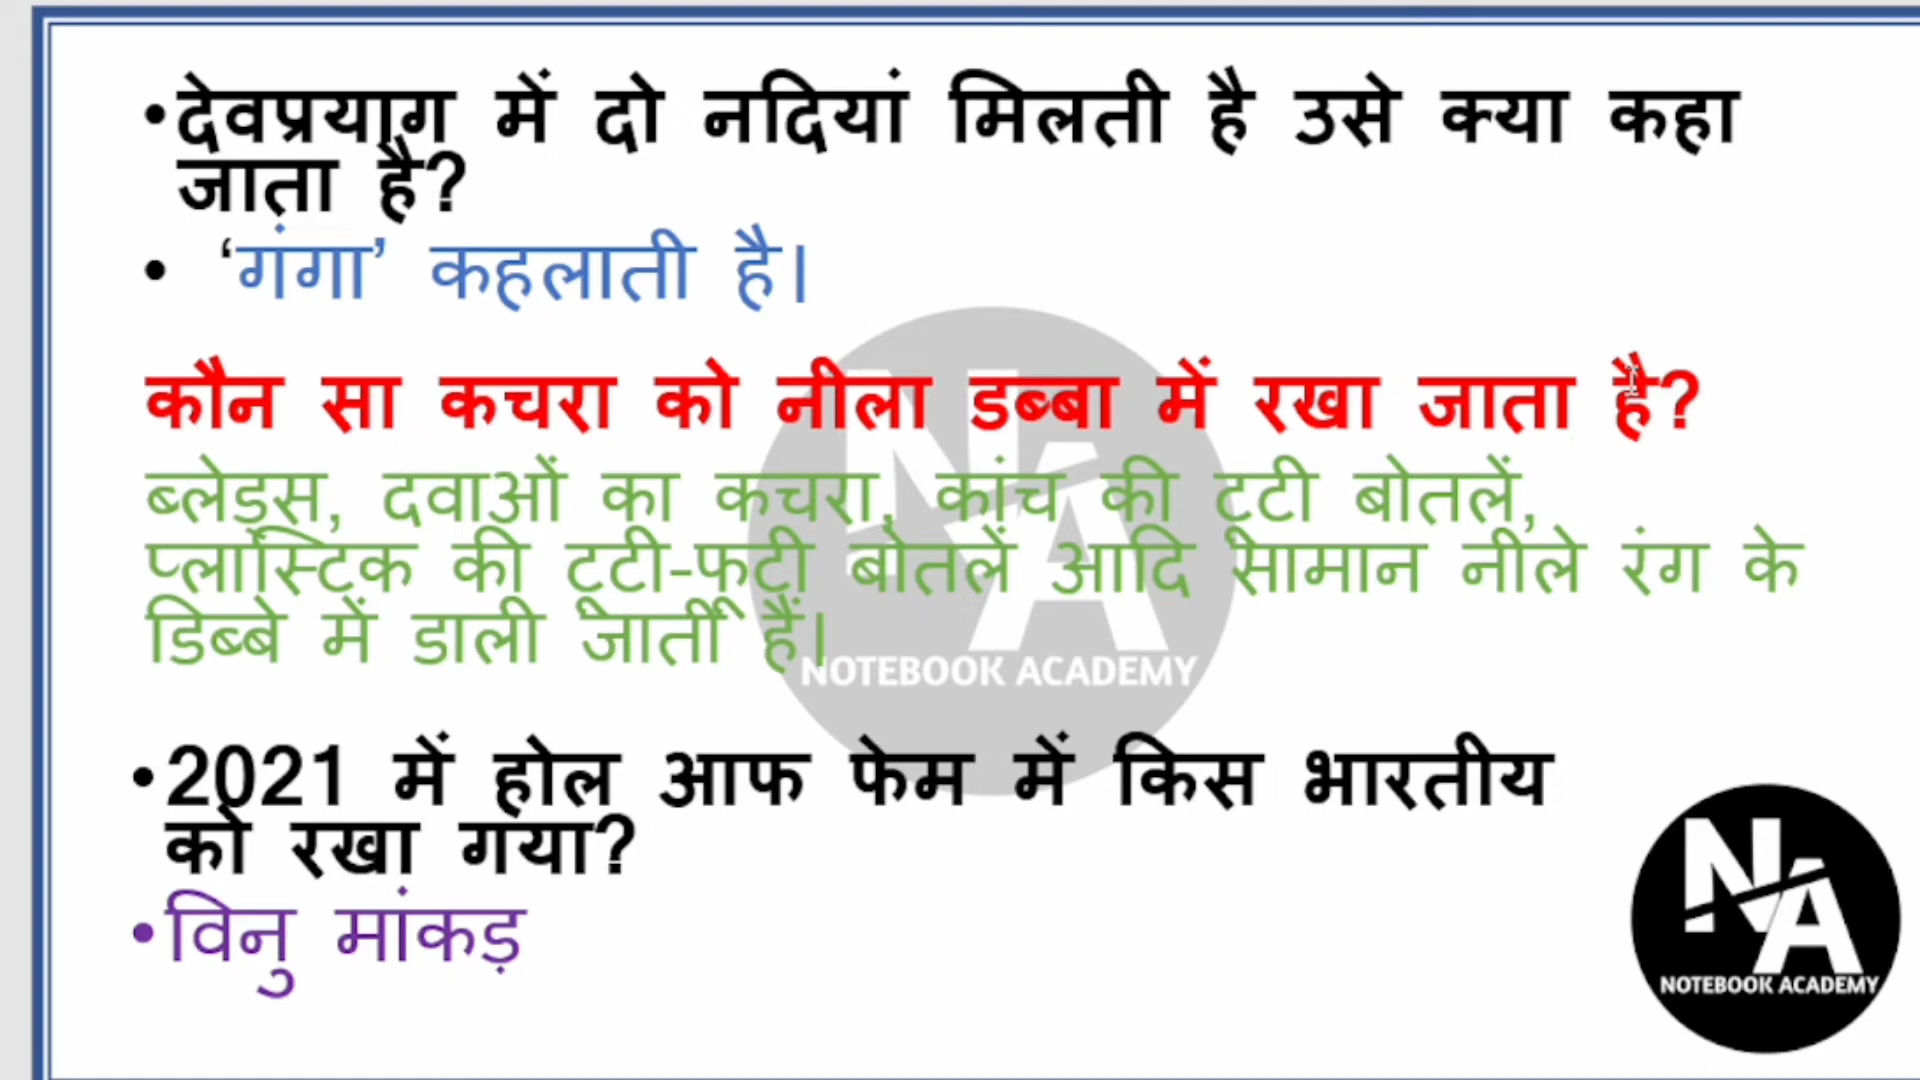 •देवप्रयाग में दो नदियां मिलती है उसे क्या कहा
जाता है?
• ‘गंगा’ कहलाती है।
कौन सा कचरा को नीला डब्बा में रखा जाता है?
ब्लेड्स, दवाओं का कचरा, कांच की टूटी बोतलें,
प्लास्टिक की टूटी-फूटी बोतलें आदि सामान नीले रंग के
डिब्बे में डाली जाती हैं।
NOTEBOOK ACADEMY
•2021 में होल आफ फेम में किस भारतीय
को रखा गया?
•विनु मांकड़
NA
NOTEBOOK ACADEMY